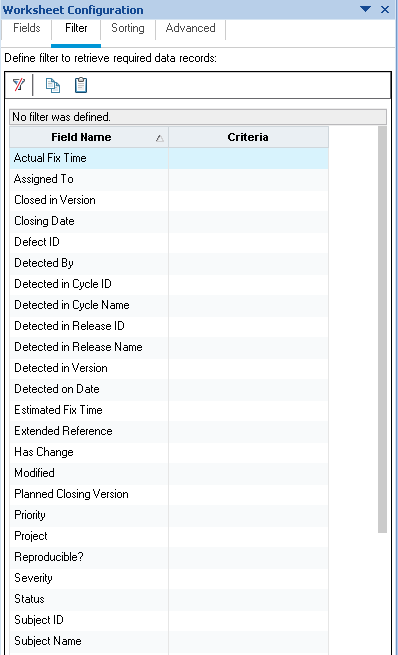 Worksheet Configuration
Fields Filter Sorting Advanced
Define filter to retrieve required data records:
No filter was defined.
Field Name Criteria
Actual Fix Time
Assigned To
Closed in Version
Closing Date
Defect ID
Detected By
Detected in Cycle ID
Detected in Cycle Name
Detected in Release ID
Detected in Release Name
Detected in Version
Detected on Date
Estimated Fix Time
Extended Reference
Has Change
Modified
Planned Closing Version
Priority
Project
Reproducible?
Severity
Status
Subject ID
Subject Name